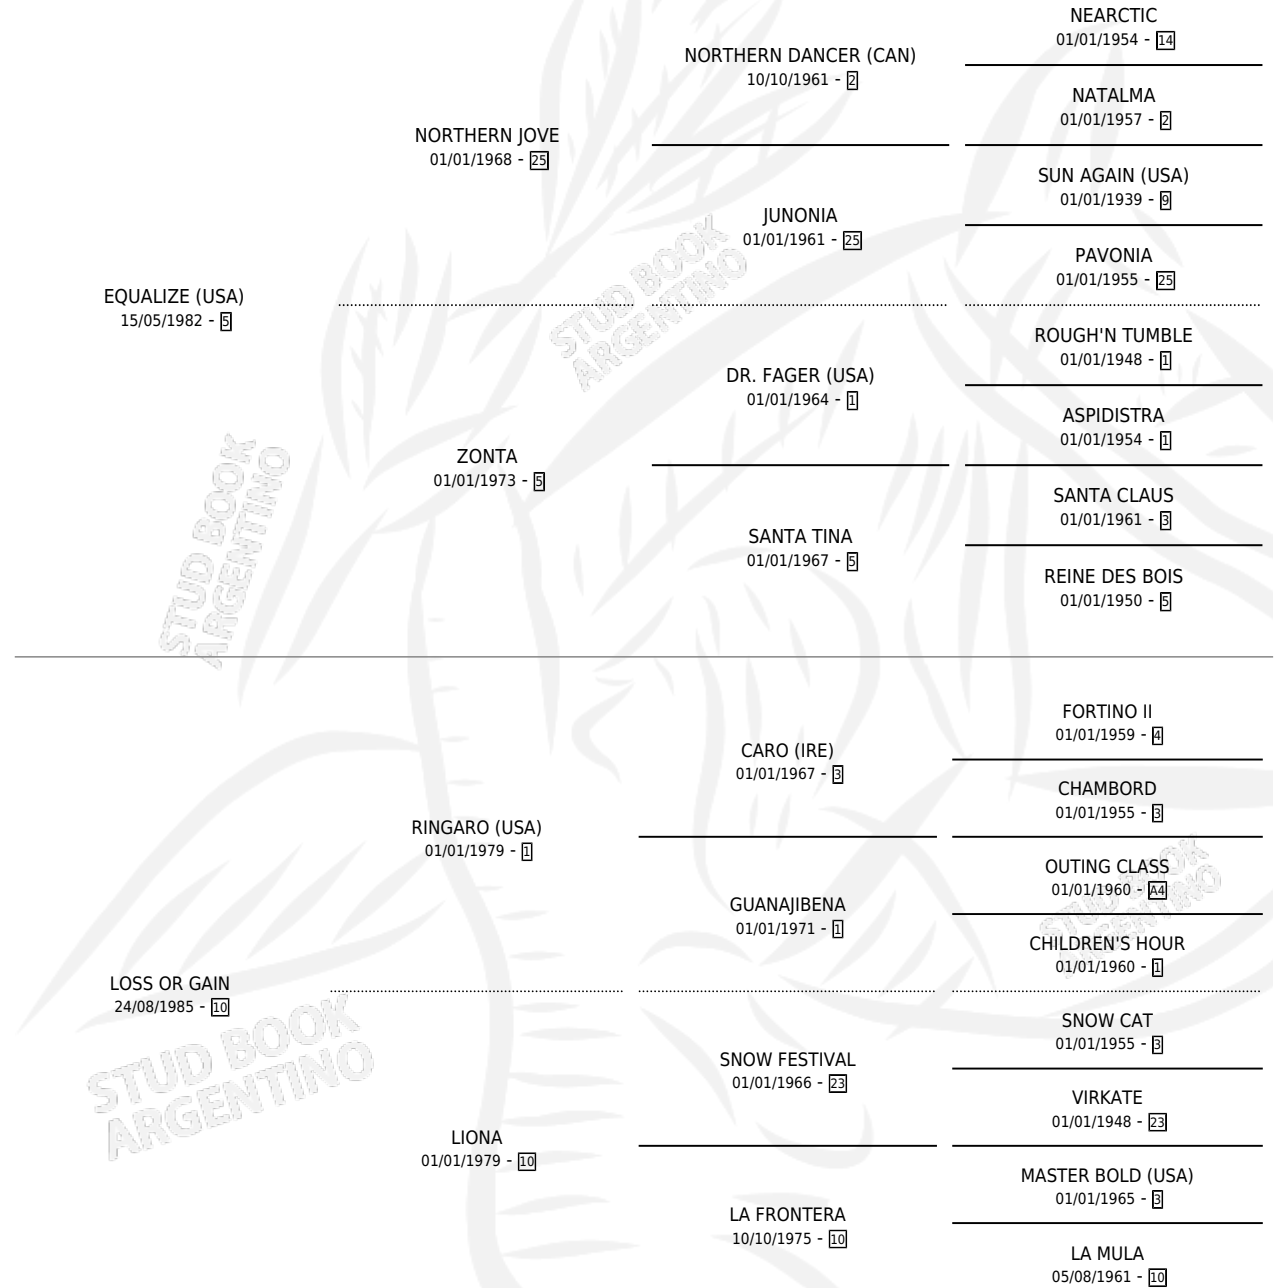 NEARCTIC
01/01/1954 - 14
NORTHERN DANCER (CAN)
10/10/1961 - 2
NATALMA
01/01/1957 - 2
NORTHERN JOVE
01/01/1968 - 25
SUN AGAIN (USA)
01/01/1939 - 9
JUNONIA
01/01/1961 - 25
PAVONIA
01/01/1955 - 25
EQUALIZE (USA)
15/05/1982 - 5
STUD BOOK
ARGENTINO
ROUGH'N TUMBLE
01/01/1948 - 1
DR. FAGER (USA)
01/01/1964 - 1
ASPIDISTRA
01/01/1954 - 1
ZONTA
01/01/1973 - 5
SANTA CLAUS
01/01/1961 - 3
SANTA TINA
01/01/1967 - 5
REINE DES BOIS
01/01/1950 - 5
STUD BOOK
ARGENTINO
FORTINO II
01/01/1959 - 4
CARO (IRE)
01/01/1967 - 3
CHAMBORD
01/01/1955 - 3
RINGARO (USA)
01/01/1979 - 1
OUTING CLASS
01/01/1960 - A4
GUANAJIBENA
01/01/1971 - 1
CHILDREN'S HOUR
01/01/1960 - 1
STUD BOOK
ARGENTINO
LOSS OR GAIN
24/08/1985 - 10
SNOW CAT
01/01/1955 - 3
SNOW FESTIVAL
01/01/1966 - 23
VIRKATE
01/01/1948 - 23
STUD BOOK
ARGENTINO
LIONA
01/01/1979 - 10
MASTER BOLD (USA)
01/01/1965 - 3
LA FRONTERA
10/10/1975 - 10
LA MULA
05/08/1961 - 10